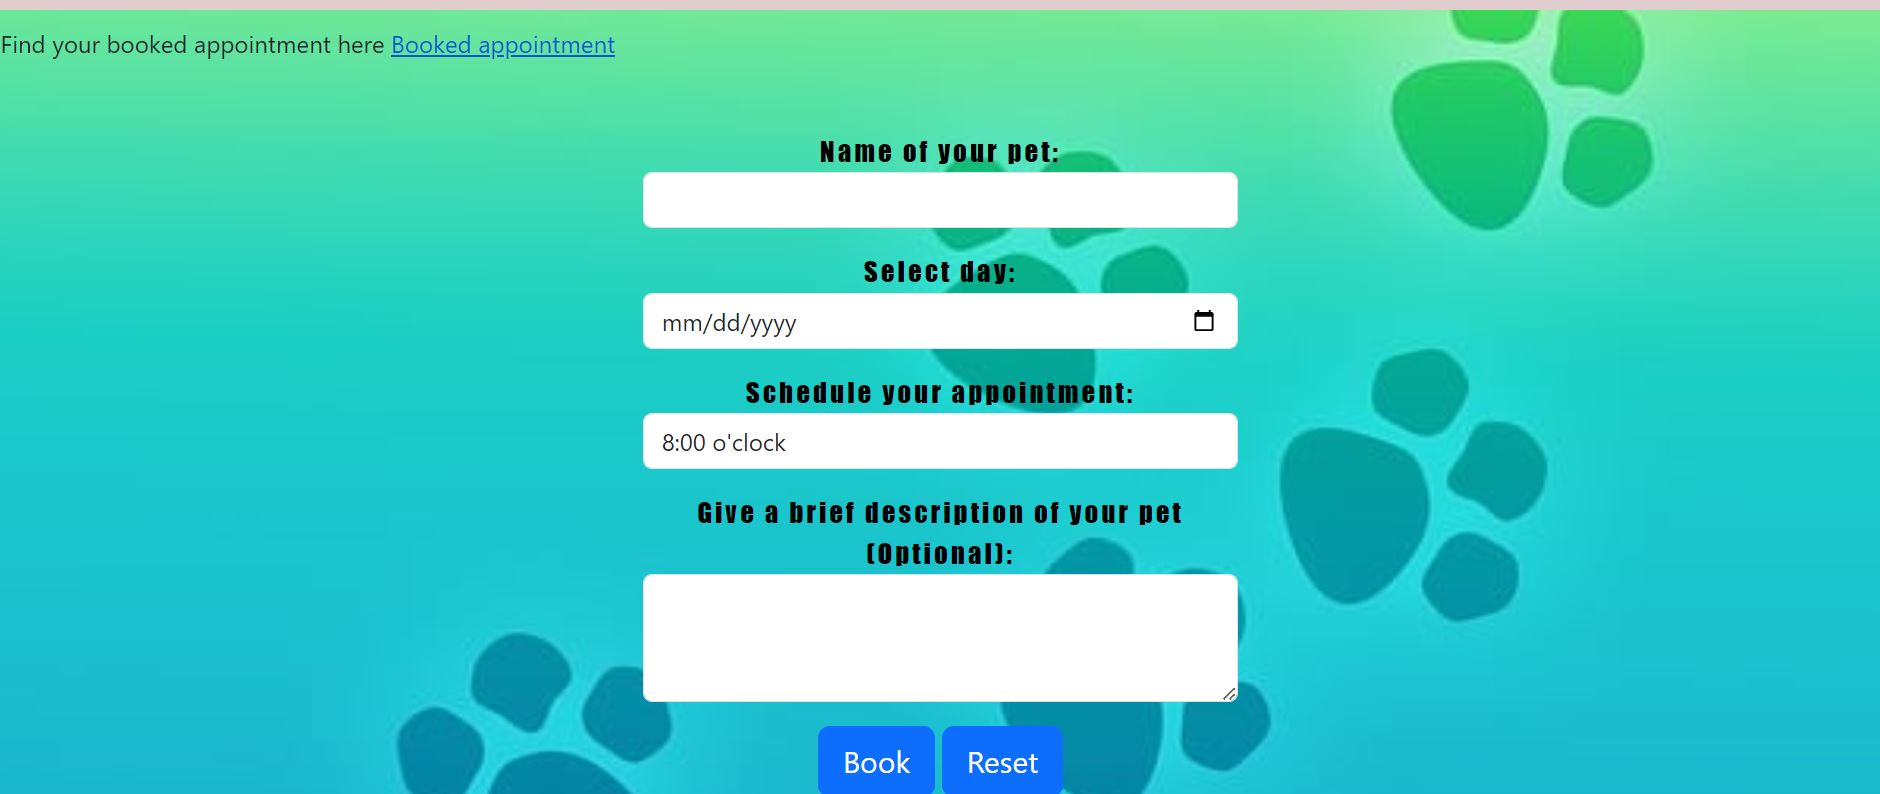 Find your booked appointment here Booked appointment
Name of your pet:
Select day:
mm/dd/yyyy
Schedule your appointment:
8:00 o'clock
Give a brief description of your pet
(Optional):
Book Reset